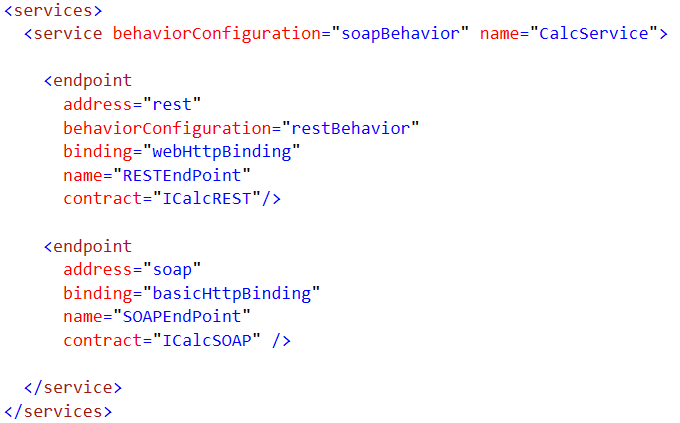 <services>
  <service behaviorConfiguration="soapBehavior" name="CalcService">
    <endpoint
      address="rest"
      behaviorConfiguration="restBehavior"
      binding="webHttpBinding"
      name="RESTEndPoint"
      contract="ICalcREST"/>
    <endpoint
      address="soap"
      binding="basicHttpBinding"
      name="SOAPEndPoint"
      contract="ICalcSOAP" />
  </service>
</services>